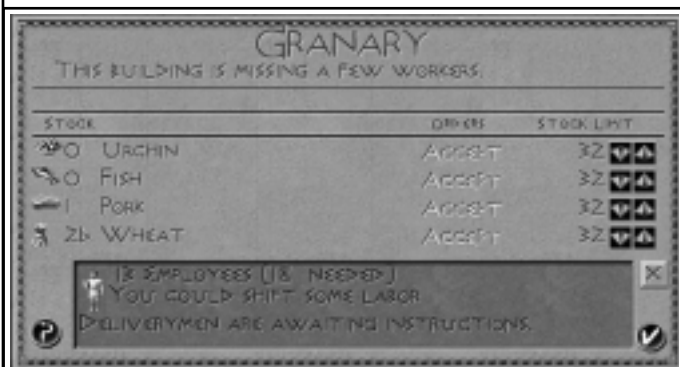 GRANARY
THIS BUILDING IS MISSING A FEW WORKERS.
STOCK ORDERS STOCK LIMIT
0 URCHIN ACCEPT 32
0 FISH ACCEPT 32
1 PORK ACCEPT 32
26 WHEAT ACCEPT 32
13 EMPLOYEES (18 NEEDED)
YOU COULD SHIFT SOME LABOR
DELIVERYMEN ARE AWAITING INSTRUCTIONS.
?